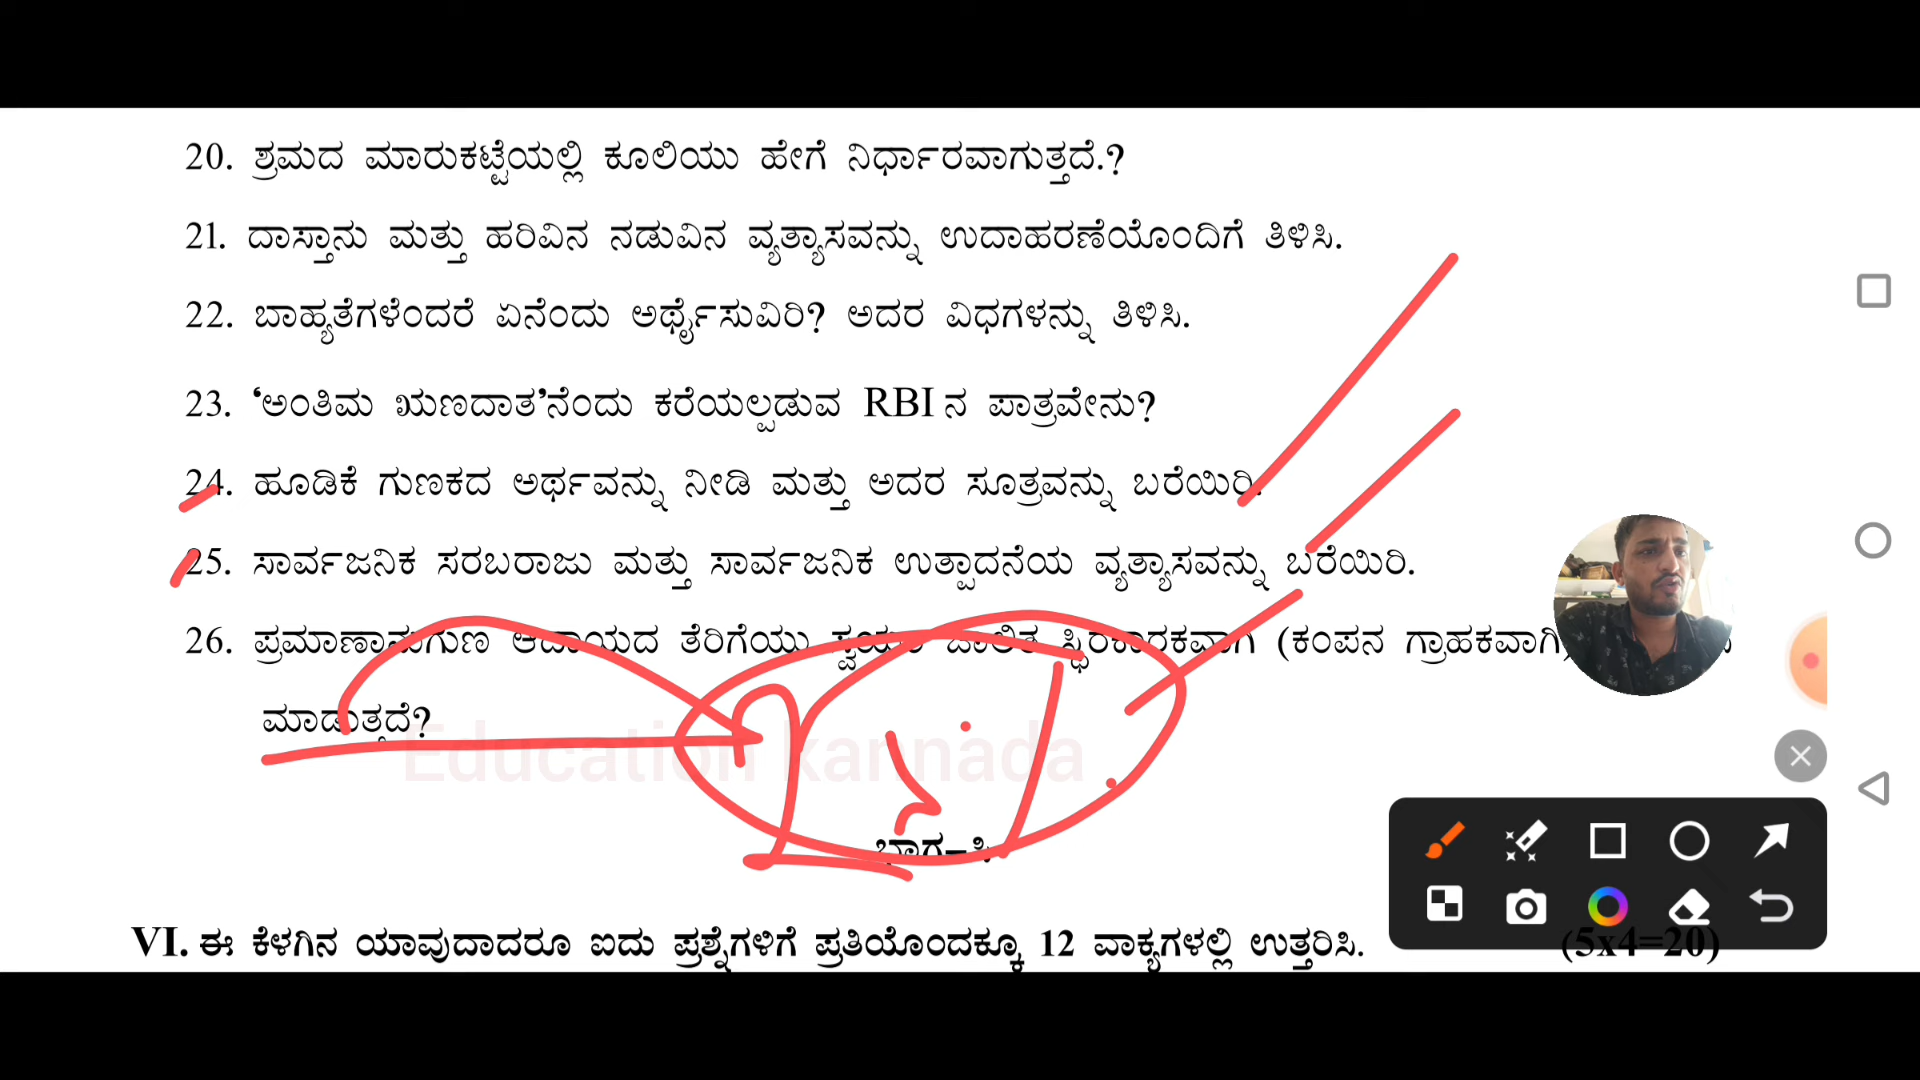 20. ಶ್ರಮದ ಮಾರುಕಟ್ಟೆಯಲ್ಲಿ ಕೂಲಿಯು ಹೇಗೆ ನಿರ್ಧಾರವಾಗುತ್ತದೆ.?
21. ದಾಸ್ತಾನು ಮತ್ತು ಹರಿವಿನ ನಡುವಿನ ವ್ಯತ್ಯಾಸವನ್ನು ಉದಾಹರಣೆಯೊಂದಿಗೆ ತಿಳಿಸಿ.
22. ಬಾಹ್ಯತೆಗಳೆಂದರೆ ಏನೆಂದು ಅರ್ಥೈಸುವಿರಿ? ಅದರ ವಿಧಗಳನ್ನು ತಿಳಿಸಿ.
23. ‘ಅಂತಿಮ ಋಣದಾತ’ನೆಂದು ಕರೆಯಲ್ಪಡುವ RBI ನ ಪಾತ್ರವೇನು?
24. ಹೂಡಿಕೆ ಗುಣಕದ ಅರ್ಥವನ್ನು ನೀಡಿ ಮತ್ತು ಅದರ ಸೂತ್ರವನ್ನು ಬರೆಯಿರಿ.
25. ಸಾರ್ವಜನಿಕ ಸರಬರಾಜು ಮತ್ತು ಸಾರ್ವಜನಿಕ ಉತ್ಪಾದನೆಯ ವ್ಯತ್ಯಾಸವನ್ನು ಬರೆಯಿರಿ.
26. ಪ್ರಮಾಣಾನುಗುಣ ಆದಾಯದ ತೆರಿಗೆಯು ಸ್ವಯಂ ಚಾಲಿತ ಸ್ಥಿರಕಾರಕವಾಗಿ (ಕಂಪನ ಗ್ರಾಹಕವಾಗಿ)
ಮಾಡುತ್ತದೆ?
Education kannada
ಭಾಗ-ಸಿ
VI. ಈ ಕೆಳಗಿನ ಯಾವುದಾದರೂ ಐದು ಪ್ರಶ್ನೆಗಳಿಗೆ ಪ್ರತಿಯೊಂದಕ್ಕೂ 12 ವಾಕ್ಯಗಳಲ್ಲಿ ಉತ್ತರಿಸಿ. (5x4=20)